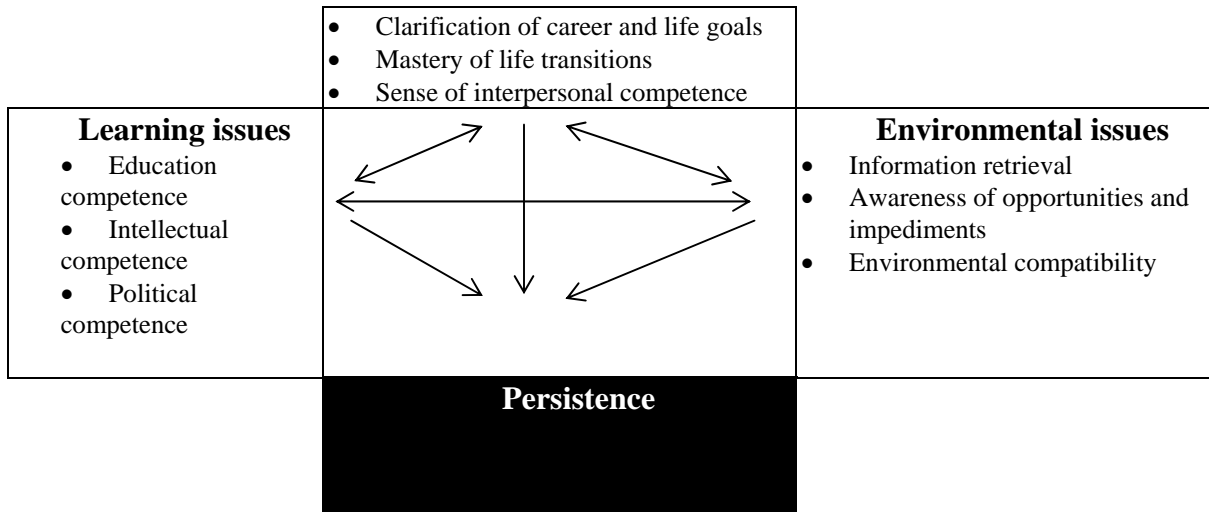 • Clarification of career and life goals
• Mastery of life transitions
• Sense of interpersonal competence
Learning issues
• Education
competence
• Intellectual
competence
• Political
competence
Environmental issues
• Information retrieval
• Awareness of opportunities and
impediments
• Environmental compatibility
Persistence